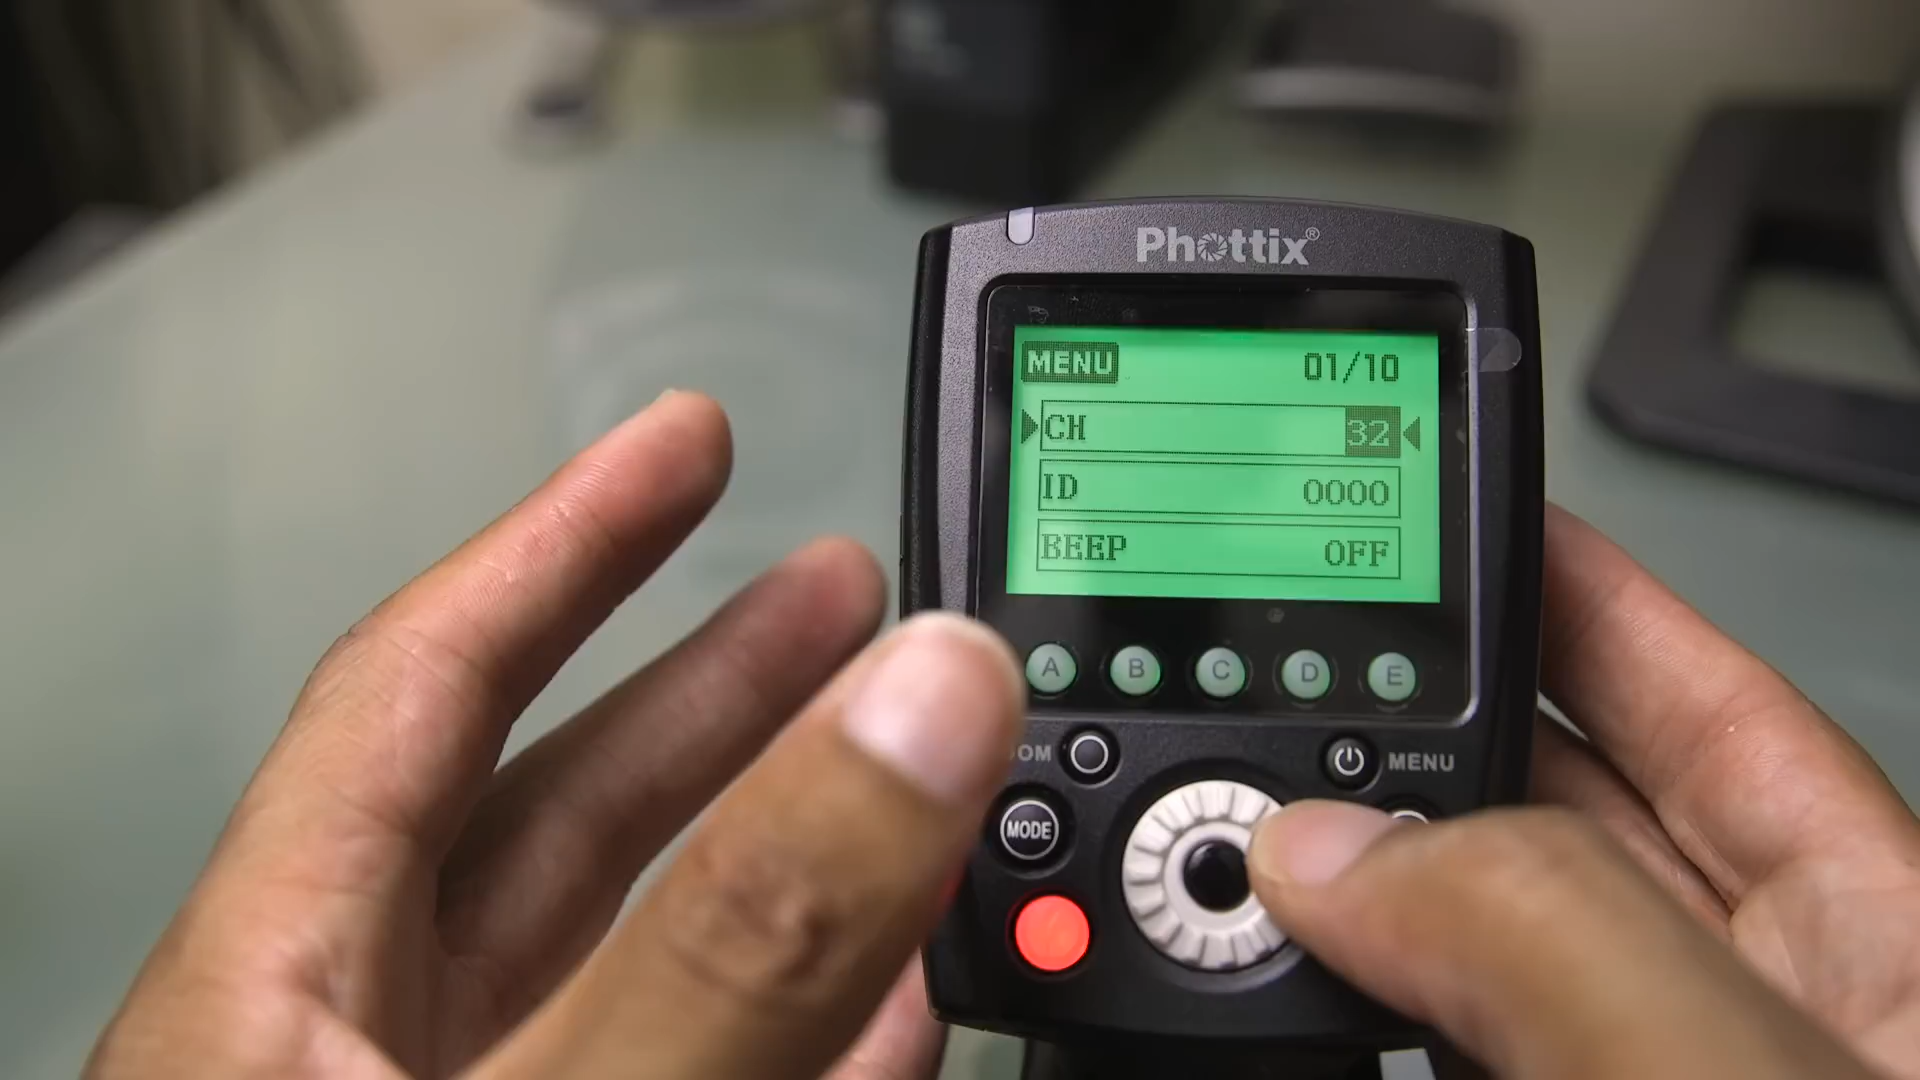 Phottix®
MENU 01/10
CH 32
ID 0000
BEEP OFF
A B C D E
MENU
MODE